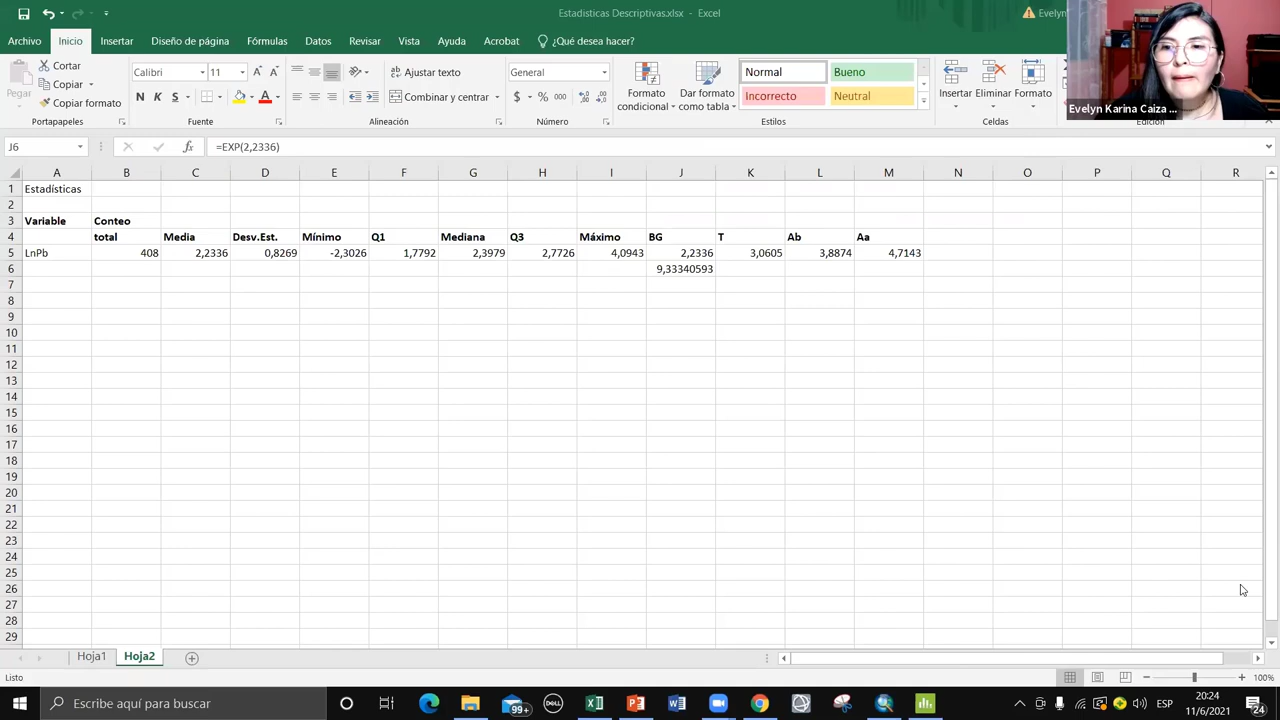 Estadisticas Descriptivas.xlsx - Excel
Evelyn
Archivo Inicio Insertar Diseño de página Fórmulas Datos Revisar Vista Ayuda Acrobat ¿Qué desea hacer?
Pegar
Cortar
Copiar
Copiar formato
Portapapeles
Calibri 11
N K S
Fuente
Ajustar texto
Combinar y centrar
Alineación
General
$ % 000
Número
Formato condicional
Dar formato como tabla
Normal Bueno
Incorrecto Neutral
Estilos
Insertar Eliminar Formato
Celdas
Edición
Evelyn Karina Caiza ...
J6 fx =EXP(2,2336)
A B C D E F G H I J K L M N O P Q R
1 Estadísticas
2
3 Variable Conteo
4 total Media Desv.Est. Mínimo Q1 Mediana Q3 Máximo BG T Ab Aa
5 LnPb 408 2,2336 0,8269 -2,3026 1,7792 2,3979 2,7726 4,0943 2,2336 3,0605 3,8874 4,7143
6 9,33340593
7
8
9
10
11
12
13
14
15
16
17
18
19
20
21
22
23
24
25
26
27
28
29
Hoja1 Hoja2
Listo
100%
Escribe aquí para buscar
99+
DELL
ESP
20:24
11/6/2021
24